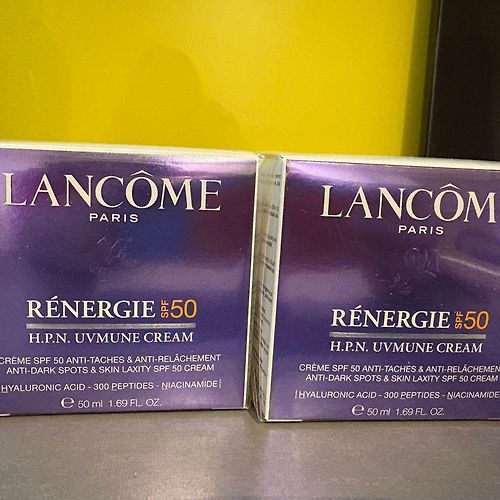 LANCÔME
PARIS
RÉNERGIE SPF 50
H.P.N. UVMUNE CREAM
CRÈME SPF 50 ANTI-TACHES & ANTI-RELÂCHEMENT
ANTI-DARK SPOTS & SKIN LAXITY SPF 50 CREAM
HYALURONIC ACID - 300 PEPTIDES - NIACINAMIDE
℮ 50 ml 1.69 FL. OZ.
LANCÔM
PARIS
RÉNERGIE SPF 50
H.P.N. UVMUNE CREAM
CRÈME SPF 50 ANTI-TACHES & ANTI-RELÂCHEMEN
ANTI-DARK SPOTS & SKIN LAXITY SPF 50 CREAM
HYALURONIC ACID - 300 PEPTIDES - NIACINAMIDE
℮ 50 ml 1.69 FL. OZ.